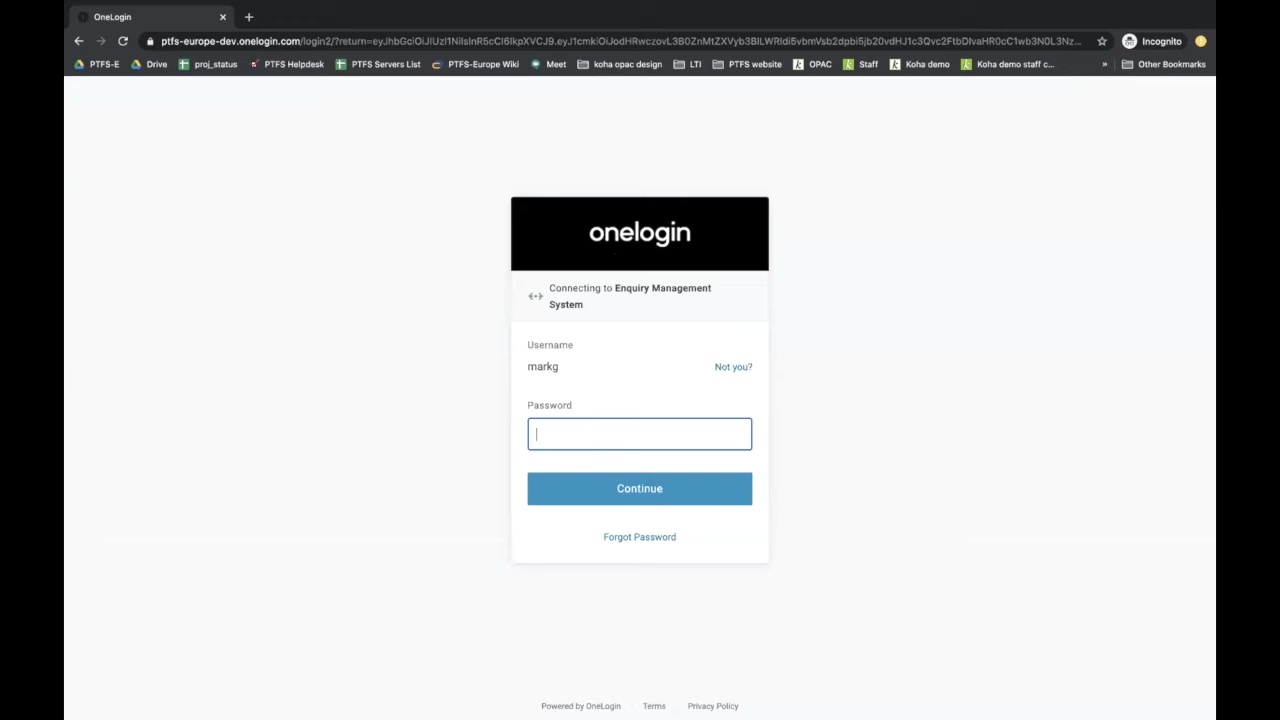 OneLogin
ptfs-europe-dev.onelogin.com/login2/?return=eyJhbGciOiJIUzI1NiIsInR5cCI6IkpXVCJ9.eyJ1cmkiOiJodHRwczovL3B0ZnMtZXVyb3BlLWRldi5vbmVsb2dpbi5jb20vdHJ1c3Qvc2FtbDIvaHR0cC1wb3N0L3Nz...
Incognito
PTFS-E Drive proj_status PTFS Helpdesk PTFS Servers List PTFS-Europe Wiki Meet koha opac design LTI PTFS website OPAC Staff Koha demo Koha demo staff c... » Other Bookmarks
onelogin
Connecting to Enquiry Management
System
Username
markg Not you?
Password
Continue
Forgot Password
Powered by OneLogin Terms Privacy Policy